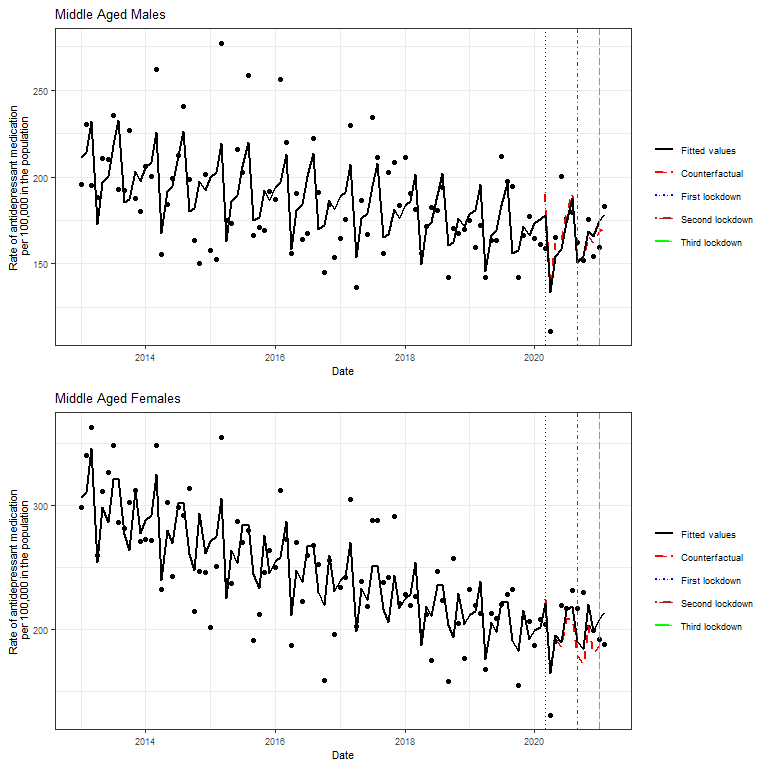 Middle Aged Males
Rate of antidepressant medication
per 100,000 in the population
250
200
150
2014
2016
2018
2020
Date
Fitted values
Counterfactual
First lockdown
Second lockdown
Third lockdown
Middle Aged Females
Rate of antidepressant medication
per 100,000 in the population
300
200
2014
2016
2018
2020
Date
Fitted values
Counterfactual
First lockdown
Second lockdown
Third lockdown